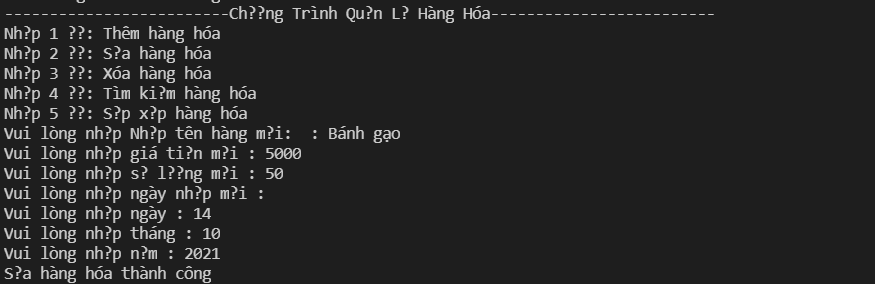 -------------------------Ch??ng Trình Qu?n L? Hàng Hóa-------------------------
Nh?p 1 ??: Thêm hàng hóa
Nh?p 2 ??: S?a hàng hóa
Nh?p 3 ??: Xóa hàng hóa
Nh?p 4 ??: Tìm ki?m hàng hóa
Nh?p 5 ??: S?p x?p hàng hóa
Vui lòng nh?p Nh?p tên hàng m?i:  : Bánh gạo
Vui lòng nh?p giá ti?n m?i : 5000
Vui lòng nh?p s? l??ng m?i : 50
Vui lòng nh?p ngày nh?p m?i :
Vui lòng nh?p ngày : 14
Vui lòng nh?p tháng : 10
Vui lòng nh?p n?m : 2021
S?a hàng hóa thành công